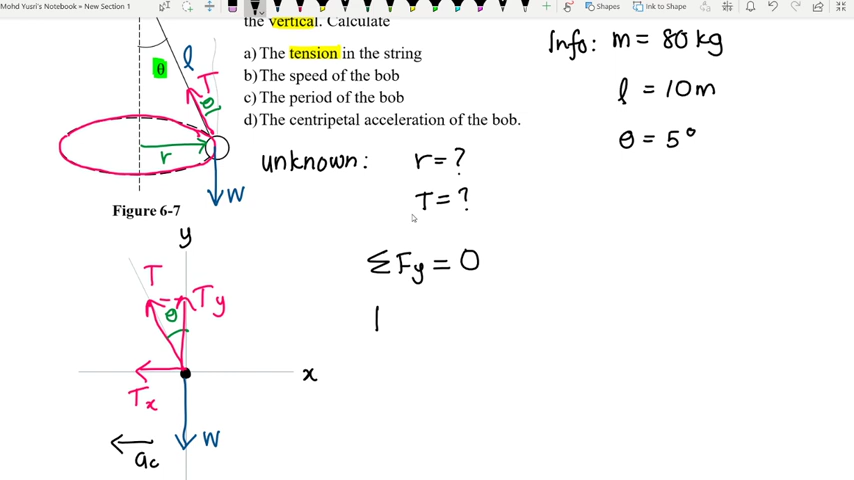 Mohd Yusri's Notebook » New Section 1
Shapes
Ink to Shape
the vertical. Calculate
a) The tension in the string
b) The speed of the bob
c) The period of the bob
d) The centripetal acceleration of the bob.
Info: m = 80 kg
l = 10 m
θ = 5°
unknown: r = ?
T = ?
θ
l
T
θ
r
W
Figure 6-7
ΣFy = 0
y
T
Ty
θ
x
Tx
W
ac